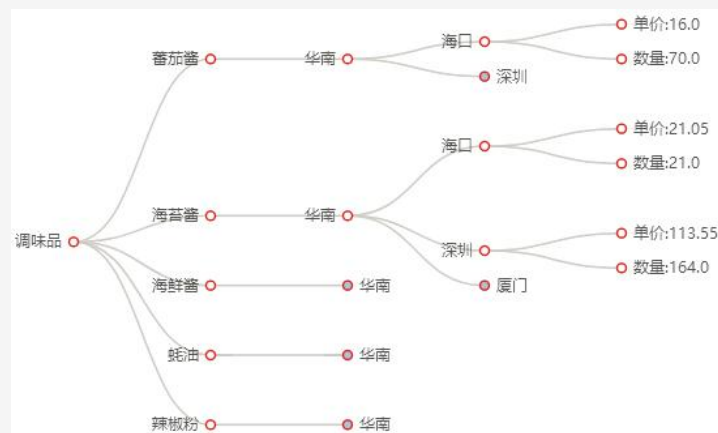 单价:16.0
海口
蕃茄酱
华南
数量:70.0
深圳
单价:21.05
海口
数量:21.0
海苔酱
华南
单价:113.55
调味品
深圳
数量:164.0
海鲜酱
华南
厦门
蚝油
华南
辣椒粉
华南